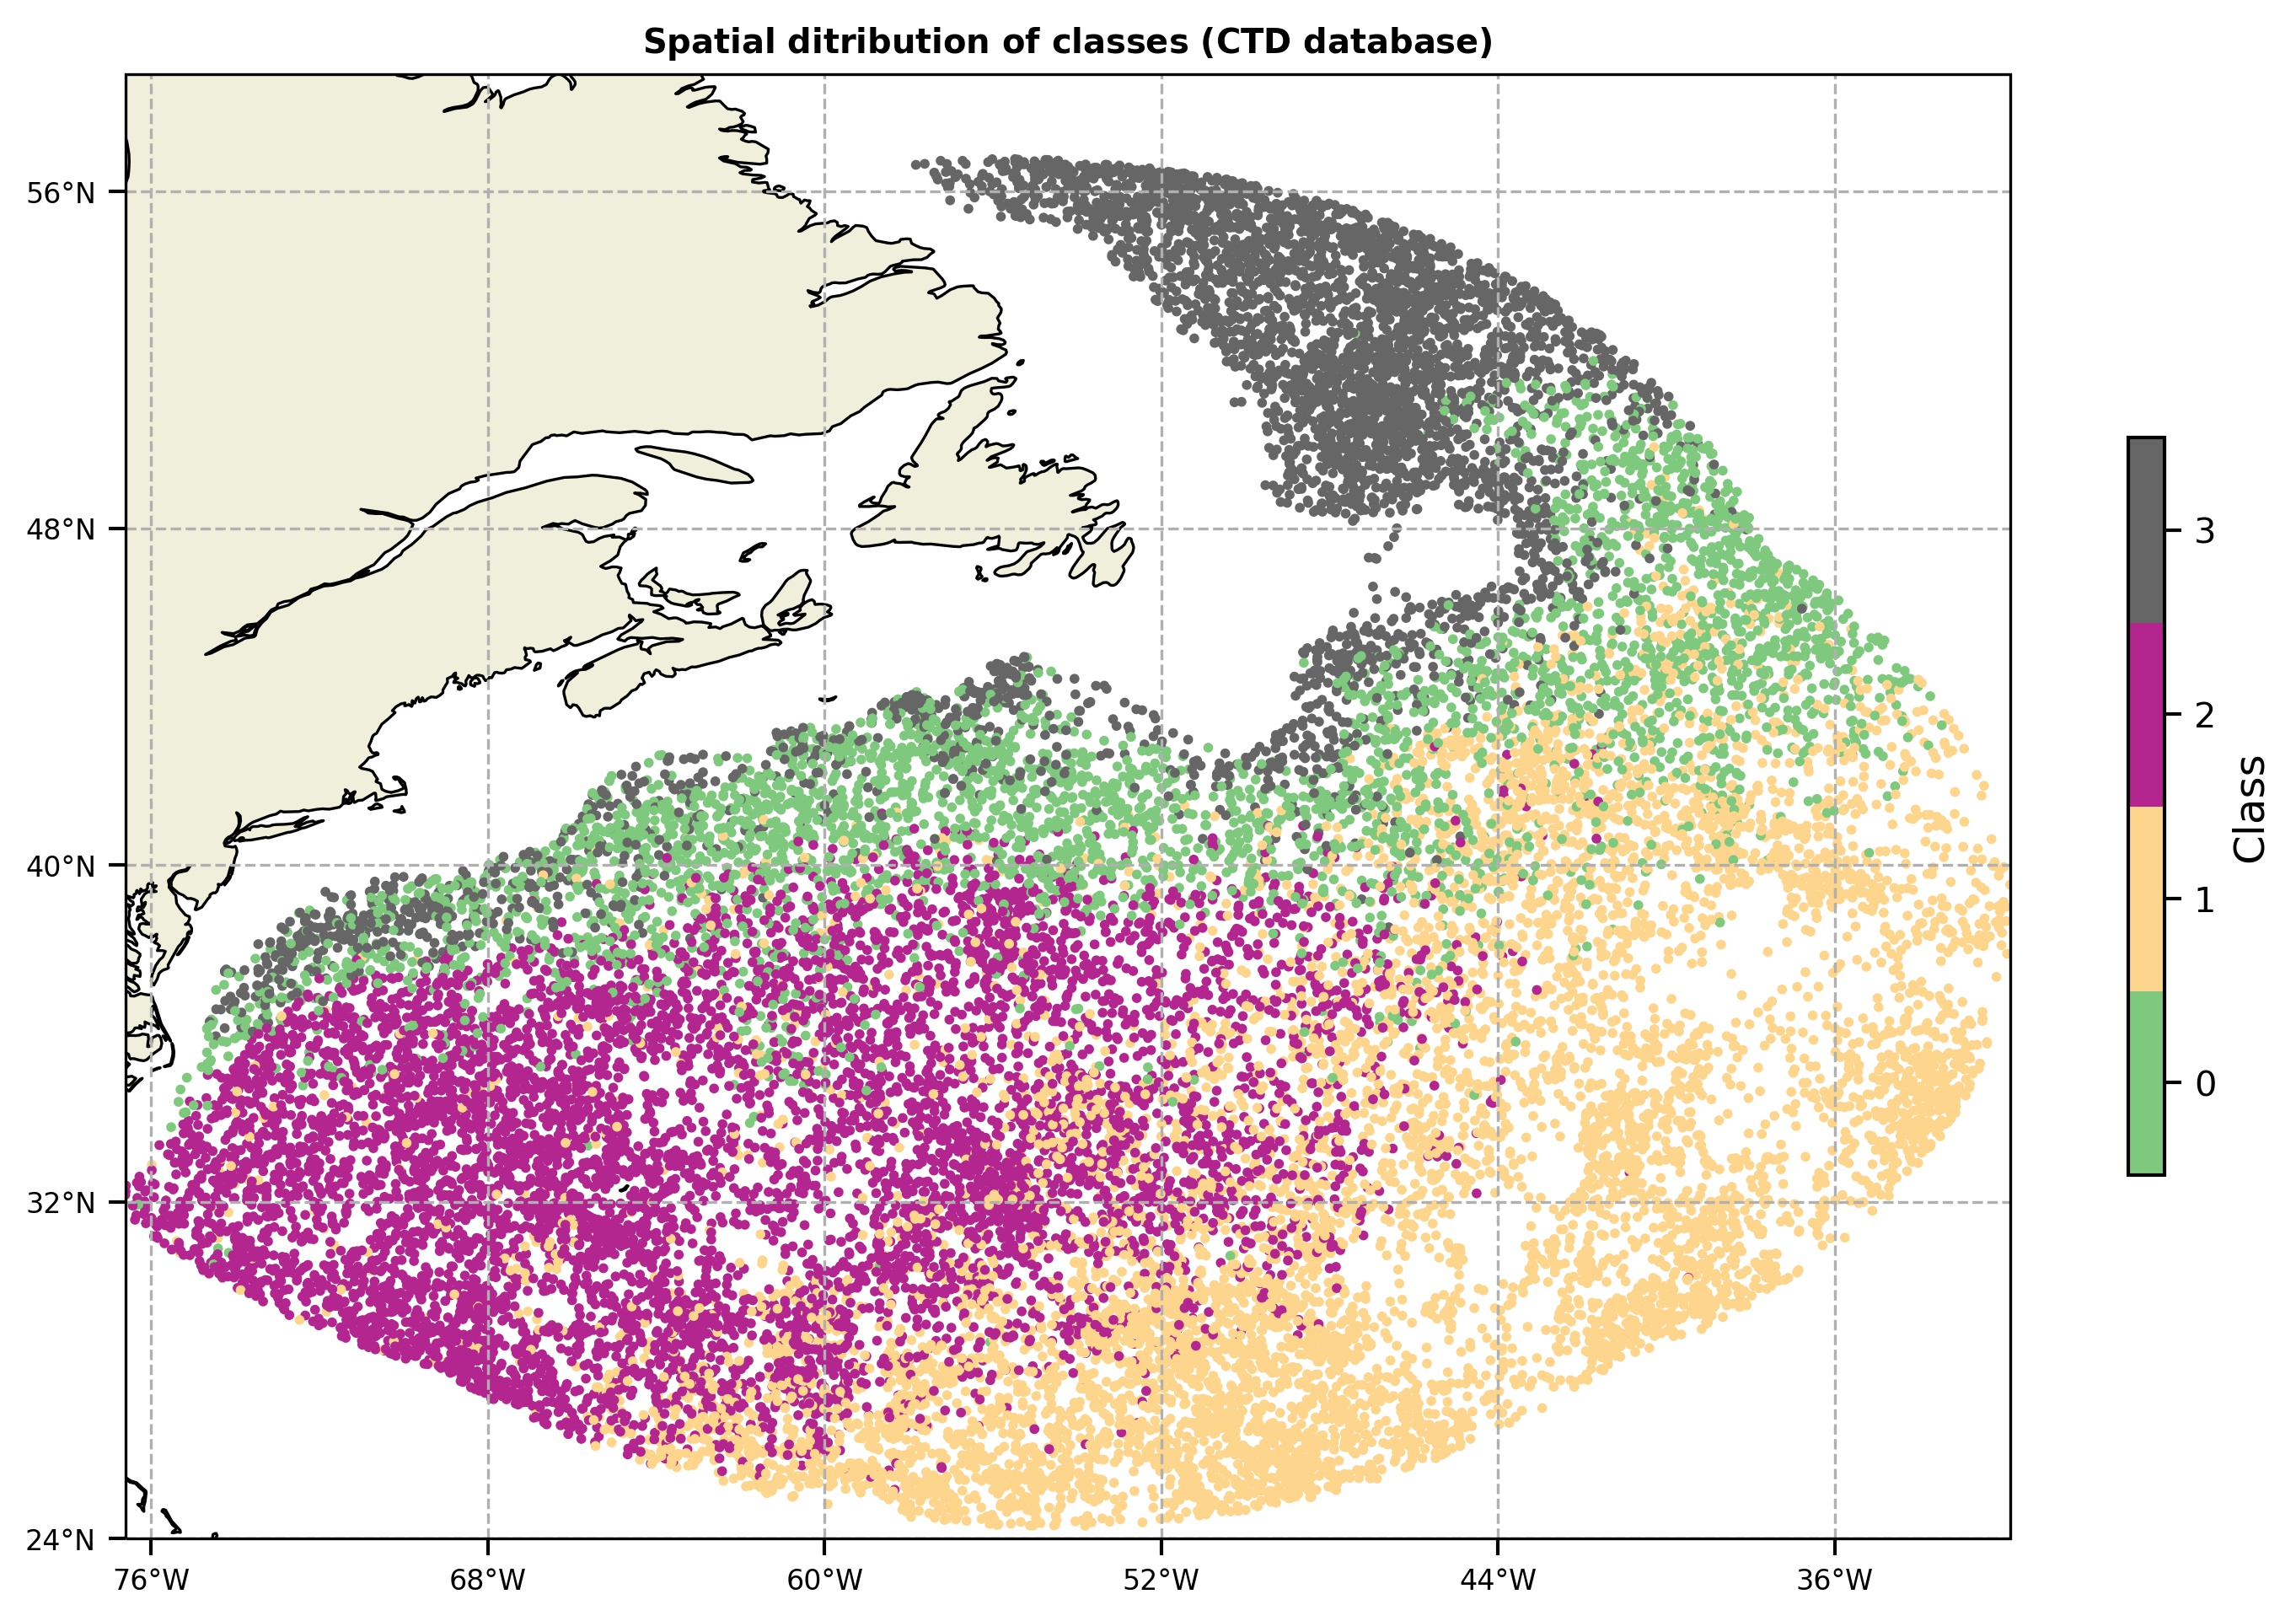 Spatial ditribution of classes (CTD database)
56°N
48°N
40°N
32°N
24°N
76°W 68°W 60°W 52°W 44°W 36°W
3
2
1
0
Class